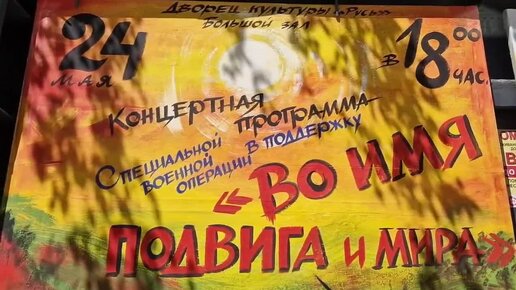 Дворец культуры «Русь»
Большой зал
24
мая
в 18 00
час.
Концертная
программа
в поддержку
Специальной
военной
операции
«Во имя
подвига и мира»